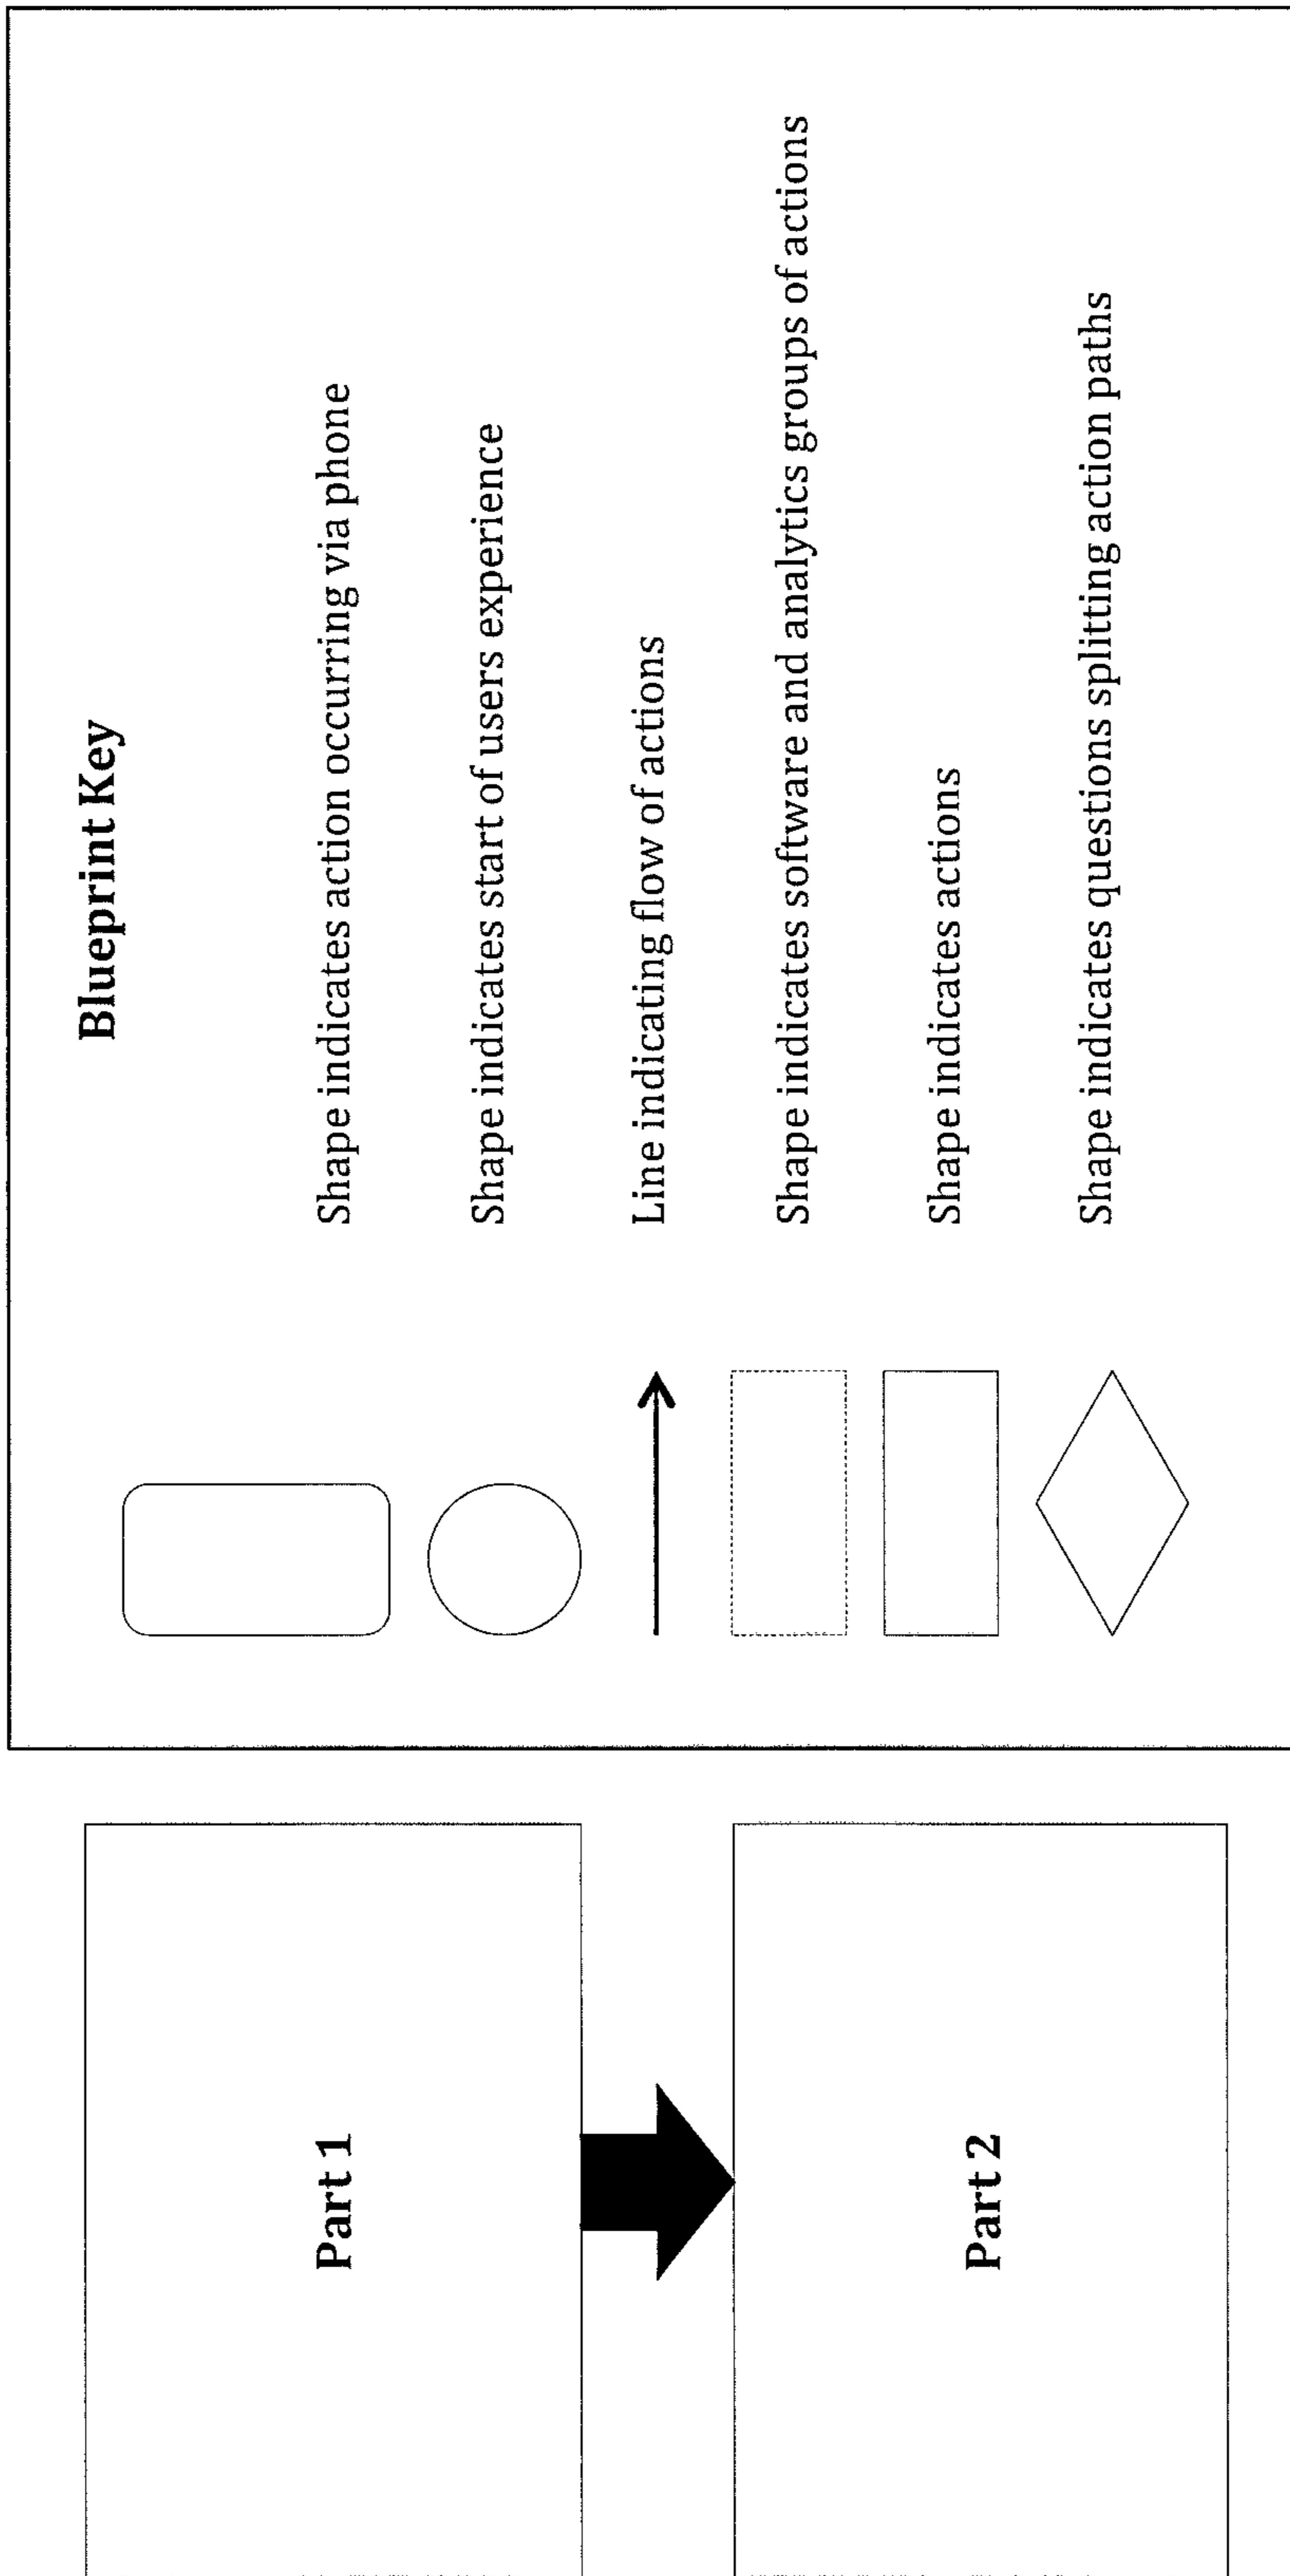 Blueprint Key
Shape indicates action occurring via phone
Shape indicates start of users experience
Line indicating flow of actions
Shape indicates software and analytics groups of actions
Shape indicates actions
Shape indicates questions splitting action paths
Part 1
Part 2